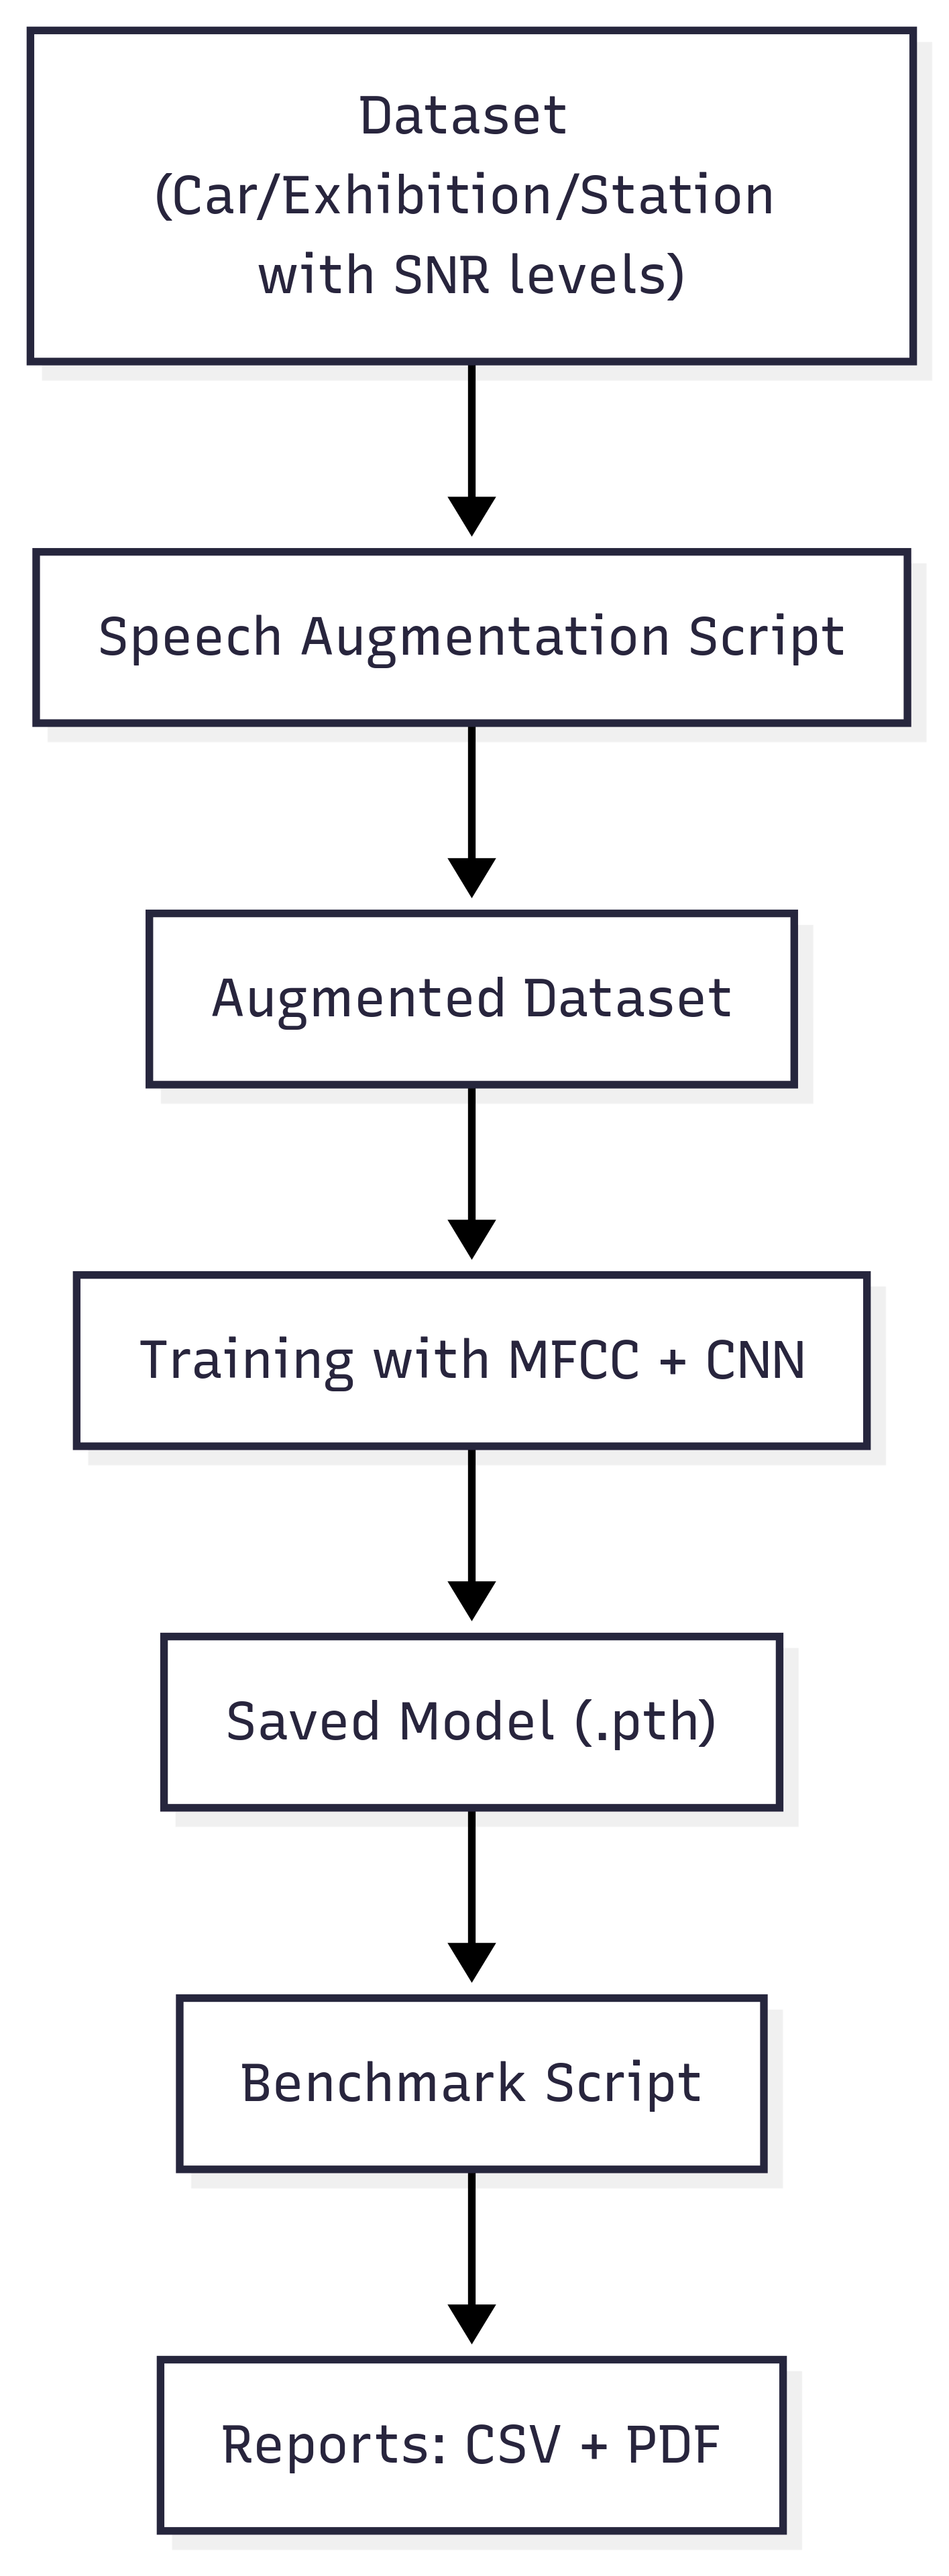 Dataset
(Car/Exhibition/Station
with SNR levels)
Speech Augmentation Script
Augmented Dataset
Training with MFCC + CNN
Saved Model (.pth)
Benchmark Script
Reports: CSV + PDF